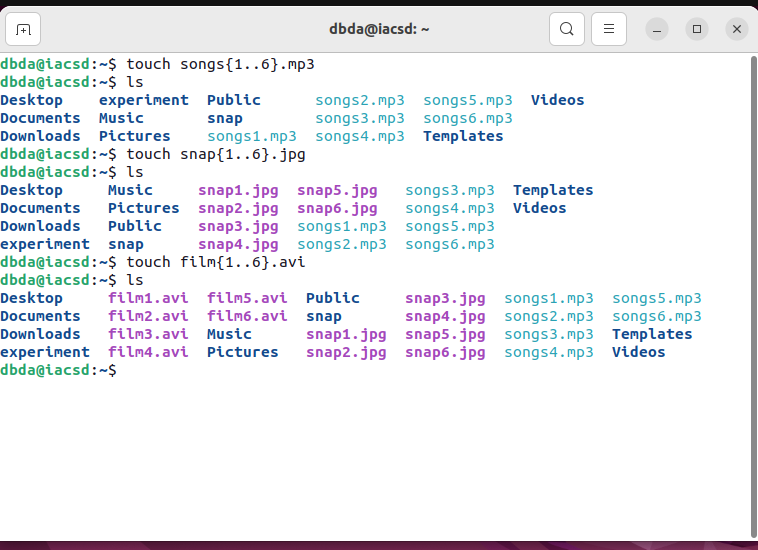 dbda@iacsd: ~
dbda@iacsd:~$ touch songs{1..6}.mp3
dbda@iacsd:~$ ls
Desktop    experiment  Public      songs2.mp3  songs5.mp3  Videos
Documents  Music       snap        songs3.mp3  songs6.mp3
Downloads  Pictures    songs1.mp3  songs4.mp3  Templates
dbda@iacsd:~$ touch snap{1..6}.jpg
dbda@iacsd:~$ ls
Desktop     Music     snap1.jpg  snap5.jpg   songs3.mp3  Templates
Documents   Pictures  snap2.jpg  snap6.jpg   songs4.mp3  Videos
Downloads   Public    snap3.jpg  songs1.mp3  songs5.mp3
experiment  snap      snap4.jpg  songs2.mp3  songs6.mp3
dbda@iacsd:~$ touch film{1..6}.avi
dbda@iacsd:~$ ls
Desktop     film1.avi  film5.avi  Public     snap3.jpg  songs1.mp3  songs5.mp3
Documents   film2.avi  film6.avi  snap       snap4.jpg  songs2.mp3  songs6.mp3
Downloads   film3.avi  Music      snap1.jpg  snap5.jpg  songs3.mp3  Templates
experiment  film4.avi  Pictures   snap2.jpg  snap6.jpg  songs4.mp3  Videos
dbda@iacsd:~$